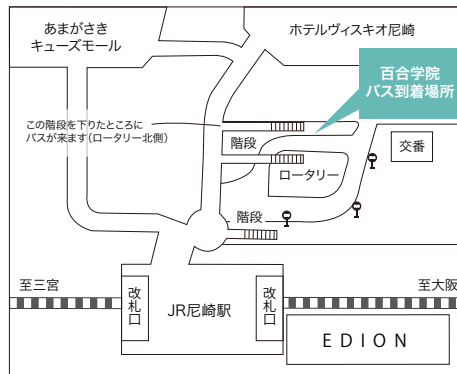 あまがさき
キューズモール
ホテルヴィスキオ尼崎
百合学院
バス到着場所
この階段を下りたところに
バスが来ます(ロータリー北側)
階段
交番
ロータリー
階段
至三宮
改札口
JR尼崎駅
改札口
至大阪
EDION